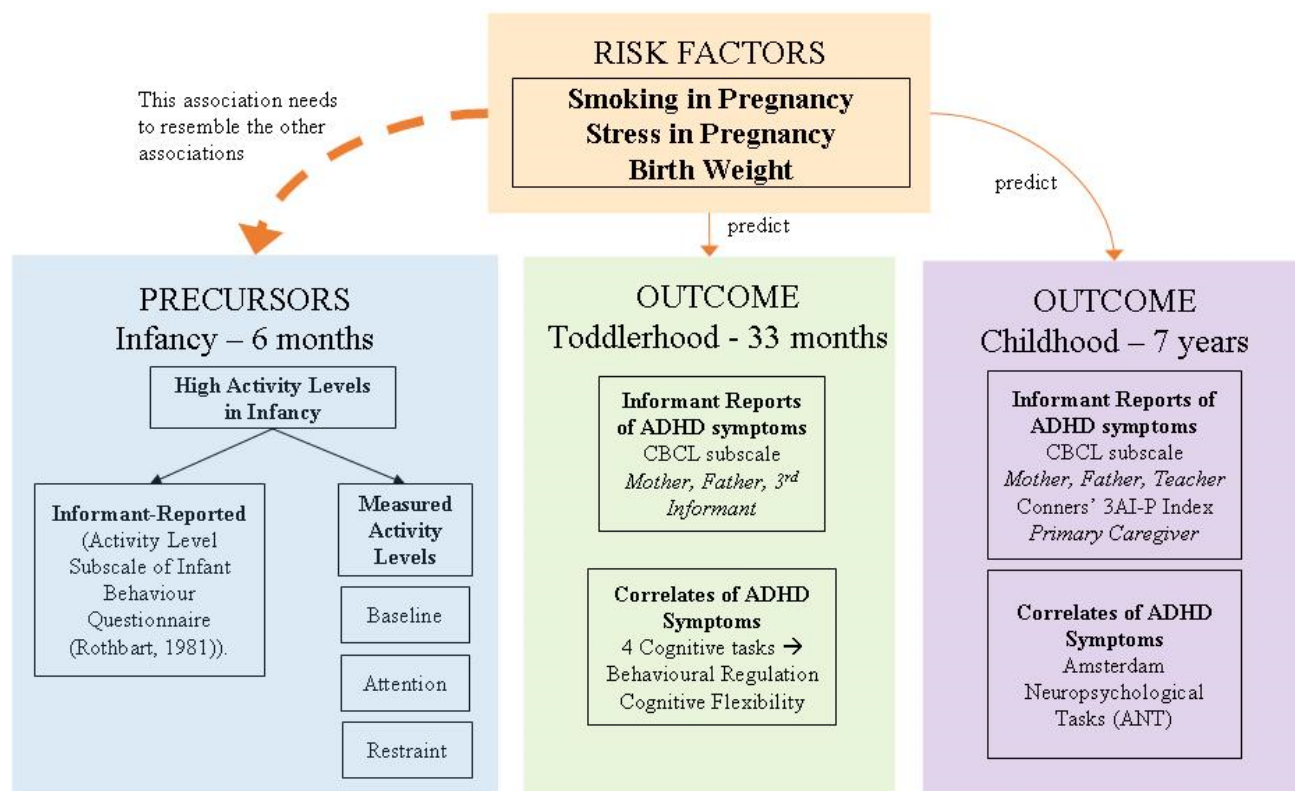 RISK FACTORS
Smoking in Pregnancy
Stress in Pregnancy
Birth Weight
This association needs
to resemble the other
associations
predict
predict
PRECURSORS
Infancy – 6 months
High Activity Levels
in Infancy
Informant-Reported
(Activity Level
Subscale of Infant
Behaviour
Questionnaire
(Rothbart, 1981)).
Measured
Activity
Levels
Baseline
Attention
Restraint
OUTCOME
Toddlerhood - 33 months
Informant Reports
of ADHD symptoms
CBCL subscale
Mother, Father, 3rd
Informant
Correlates of ADHD
Symptoms
4 Cognitive tasks →
Behavioural Regulation
Cognitive Flexibility
OUTCOME
Childhood – 7 years
Informant Reports of
ADHD symptoms
CBCL subscale
Mother, Father, Teacher
Conners’ 3AI-P Index
Primary Caregiver
Correlates of ADHD
Symptoms
Amsterdam
Neuropsychological
Tasks (ANT)